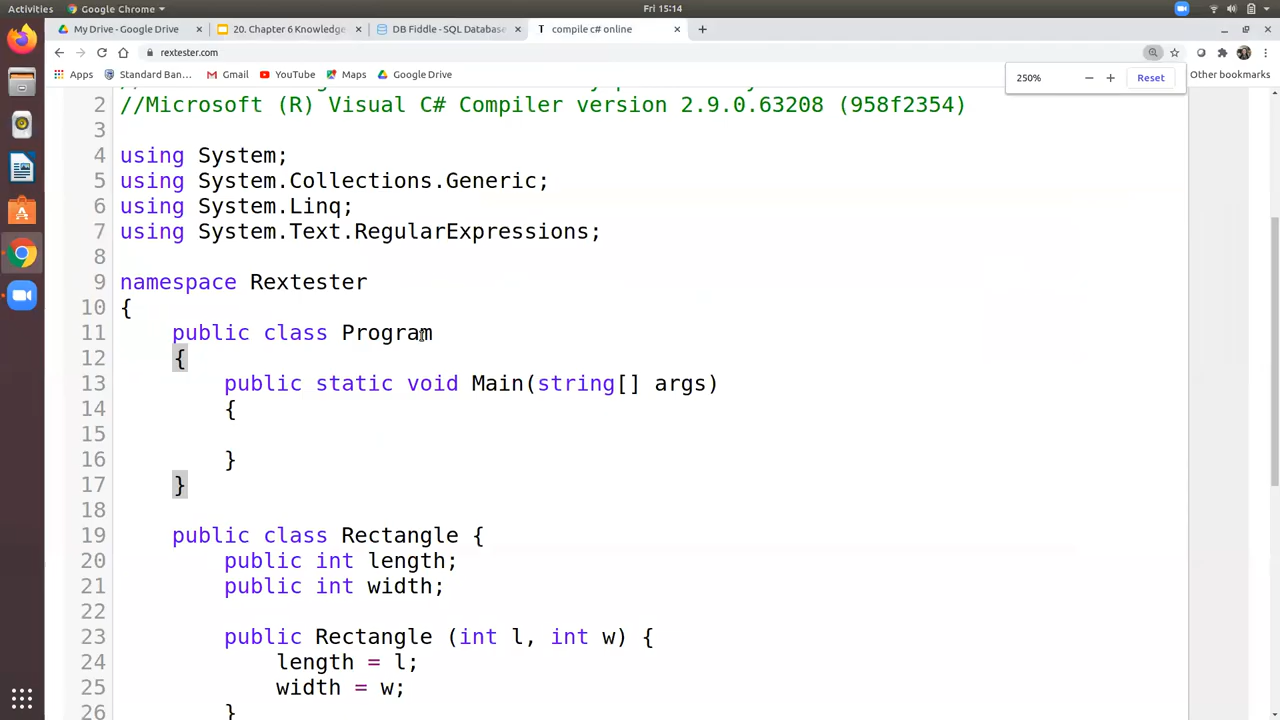 Activities Google Chrome Fri 15:14
My Drive - Google Drive 20. Chapter 6 Knowledge DB Fiddle - SQL Database compile c# online
rextester.com
Apps Standard Ban... Gmail YouTube Maps Google Drive Other bookmarks
250% Reset
2 //Microsoft (R) Visual C# Compiler version 2.9.0.63208 (958f2354)
3
4 using System;
5 using System.Collections.Generic;
6 using System.Linq;
7 using System.Text.RegularExpressions;
8
9 namespace Rextester
10 {
11 public class Program
12 {
13 public static void Main(string[] args)
14 {
15
16 }
17 }
18
19 public class Rectangle {
20 public int length;
21 public int width;
22
23 public Rectangle (int l, int w) {
24 length = l;
25 width = w;
26 }